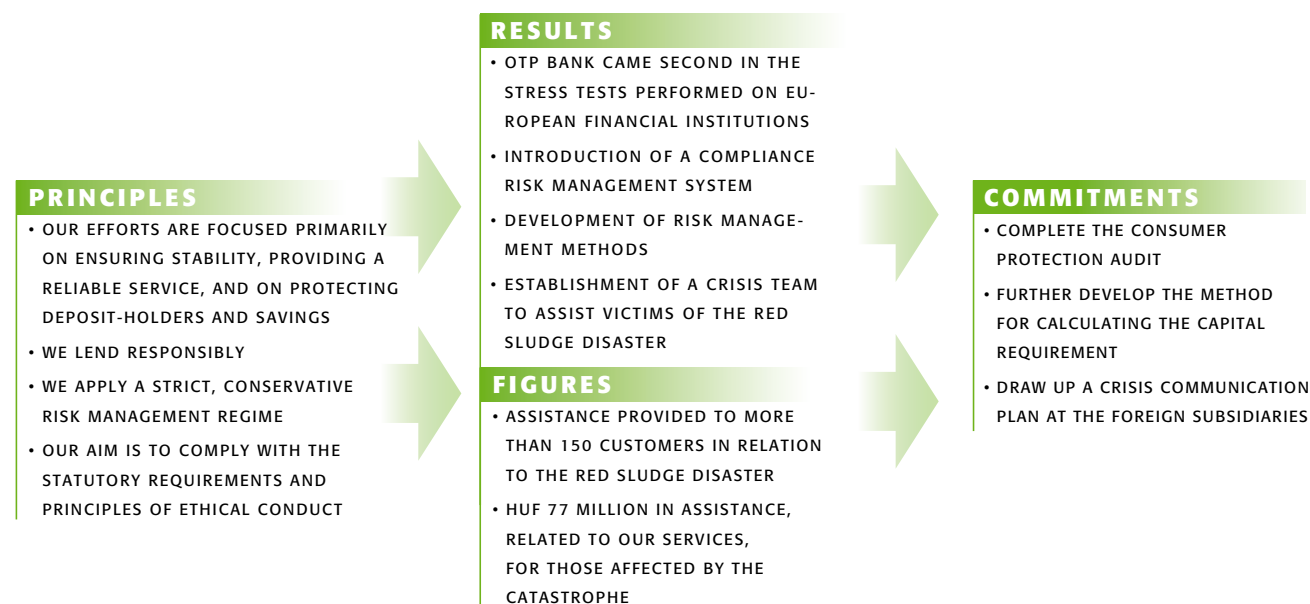 PRINCIPLES
• OUR EFFORTS ARE FOCUSED PRIMARILY
ON ENSURING STABILITY, PROVIDING A
RELIABLE SERVICE, AND ON PROTECTING
DEPOSIT-HOLDERS AND SAVINGS
• WE LEND RESPONSIBLY
• WE APPLY A STRICT, CONSERVATIVE
RISK MANAGEMENT REGIME
• OUR AIM IS TO COMPLY WITH THE
STATUTORY REQUIREMENTS AND
PRINCIPLES OF ETHICAL CONDUCT
RESULTS
• OTP BANK CAME SECOND IN THE
STRESS TESTS PERFORMED ON EU-
ROPEAN FINANCIAL INSTITUTIONS
• INTRODUCTION OF A COMPLIANCE
RISK MANAGEMENT SYSTEM
• DEVELOPMENT OF RISK MANAGE-
MENT METHODS
• ESTABLISHMENT OF A CRISIS TEAM
TO ASSIST VICTIMS OF THE RED
SLUDGE DISASTER
FIGURES
• ASSISTANCE PROVIDED TO MORE
THAN 150 CUSTOMERS IN RELATION
TO THE RED SLUDGE DISASTER
• HUF 77 MILLION IN ASSISTANCE,
RELATED TO OUR SERVICES,
FOR THOSE AFFECTED BY THE
CATASTROPHE
COMMITMENTS
• COMPLETE THE CONSUMER
PROTECTION AUDIT
• FURTHER DEVELOP THE METHOD
FOR CALCULATING THE CAPITAL
REQUIREMENT
• DRAW UP A CRISIS COMMUNICATION
PLAN AT THE FOREIGN SUBSIDIARIES